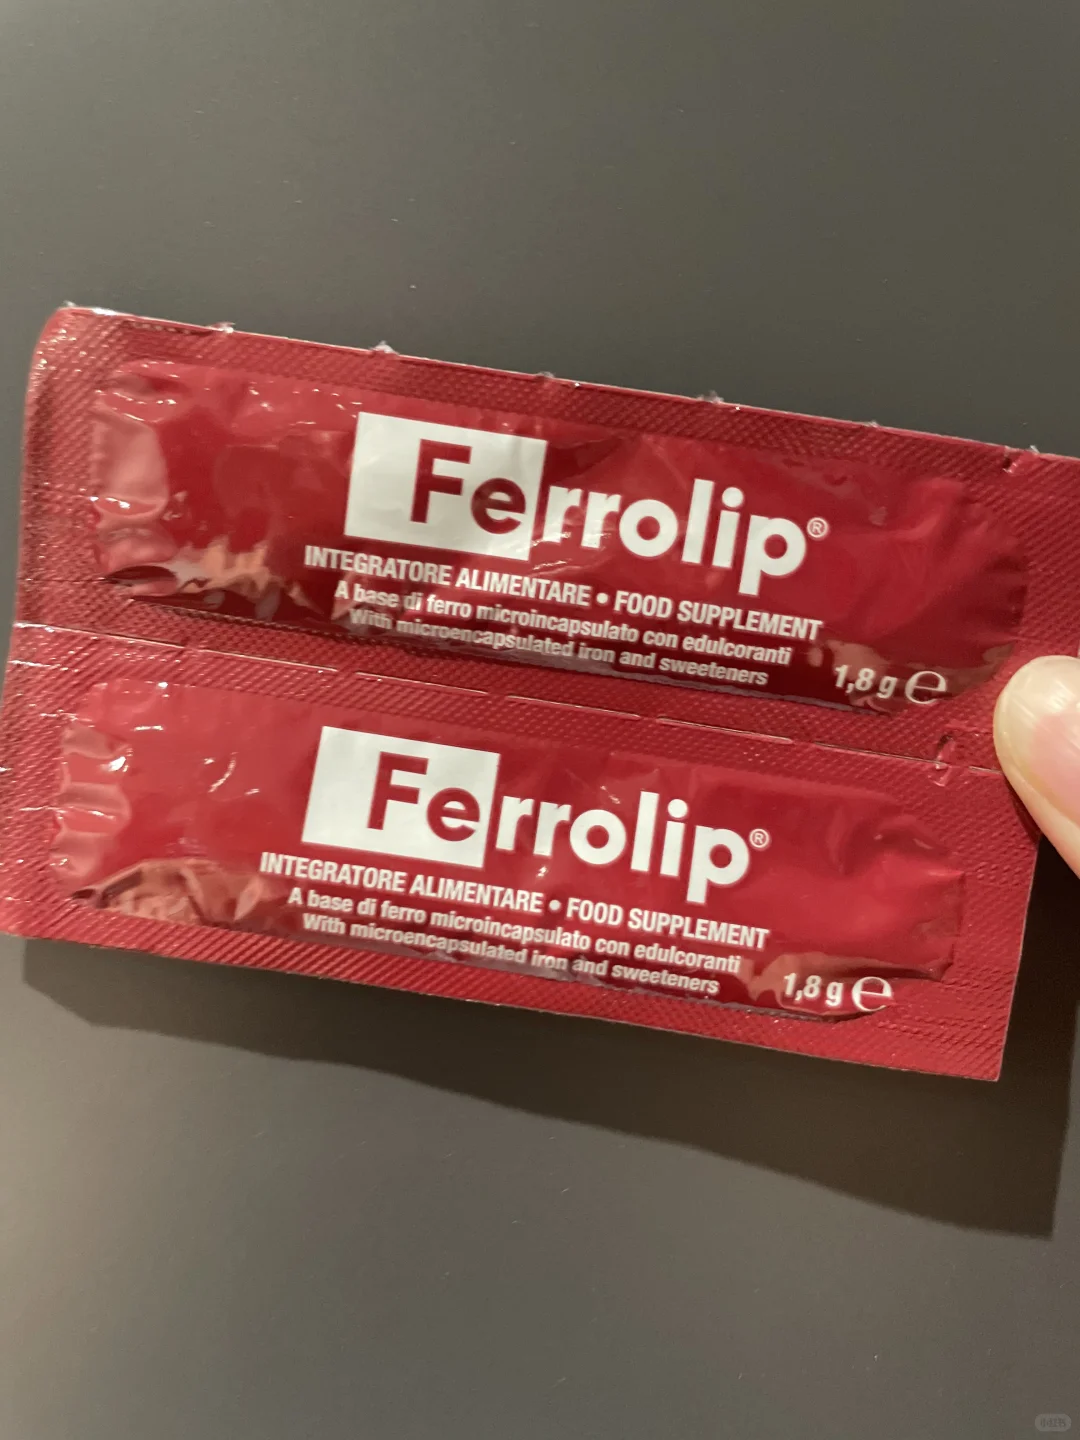 Ferrolip®
INTEGRATORE ALIMENTARE • FOOD SUPPLEMENT
A base di ferro microincapsulato con edulcoranti
With microencapsulated iron and sweeteners
1,8 g ℮
Ferrolip®
INTEGRATORE ALIMENTARE • FOOD SUPPLEMENT
A base di ferro microincapsulato con edulcoranti
With microencapsulated iron and sweeteners
1,8 g ℮